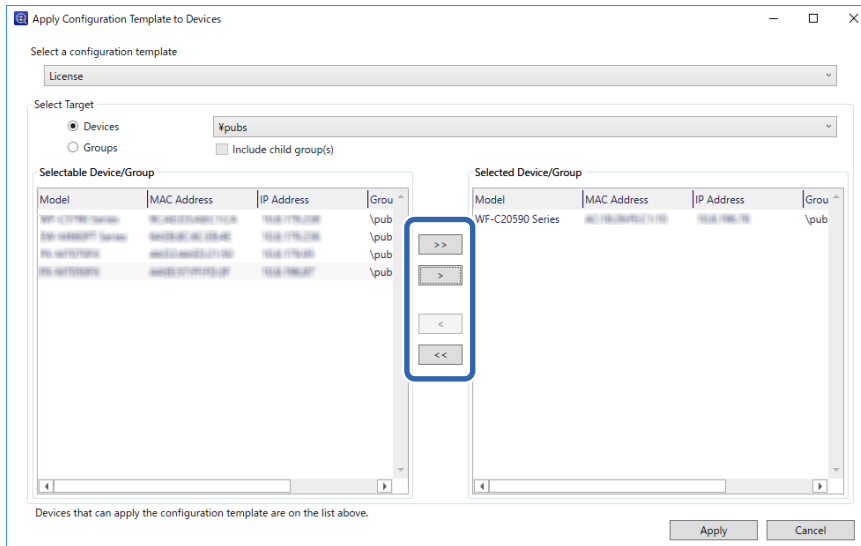 Apply Configuration Template to Devices
Select a configuration template
License
Select Target
Devices
¥pubs
Groups
Include child group(s)
Selectable Device/Group
Selected Device/Group
Model MAC Address IP Address Grou
Model MAC Address IP Address Grou
\pub
WF-C20590 Series \pub
\pub
\pub
\pub
>>
>
<
<<
Devices that can apply the configuration template are on the list above.
Apply Cancel